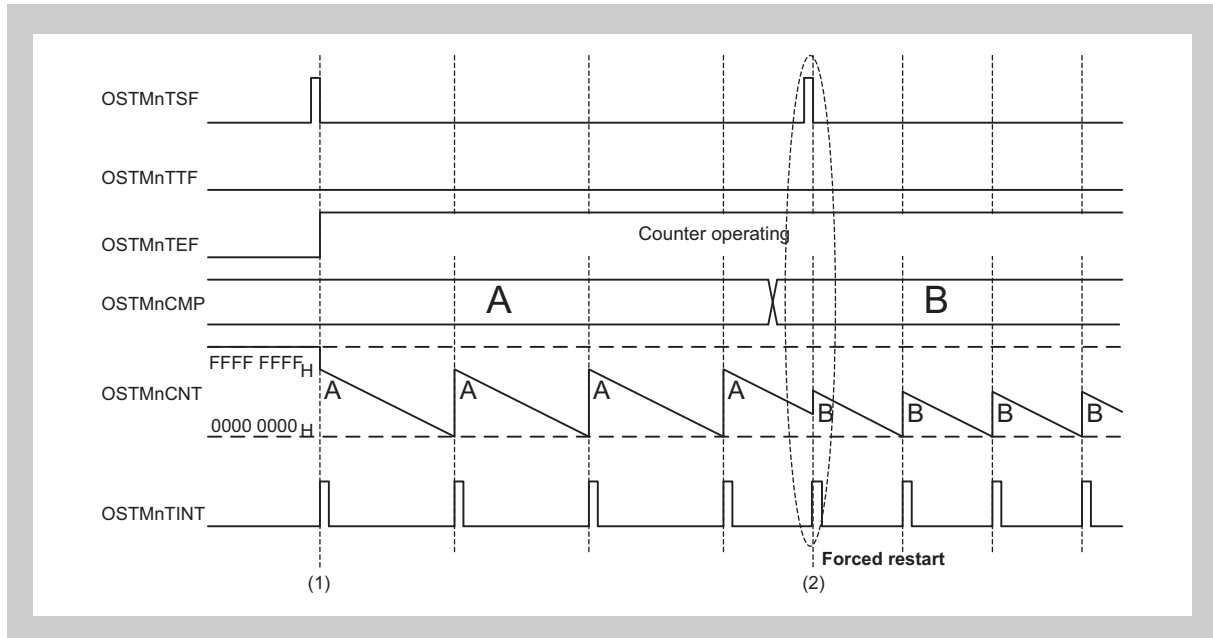 OSTMnTSF
OSTMnTTF
OSTMnTEF
Counter operating
OSTMnCMP
A
B
FFFF FFFFH
OSTMnCNT
A
A
A
A
B
B
B
B
0000 0000H
OSTMnTINT
Forced restart
(1)
(2)